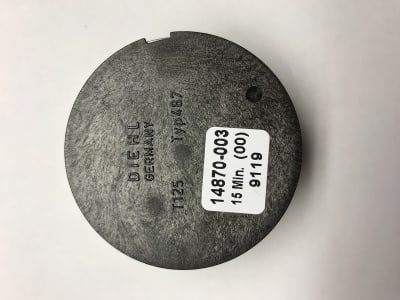 DIEHL
GERMANY
T125 Typ487
14870-003
15 Min. (00)
9119